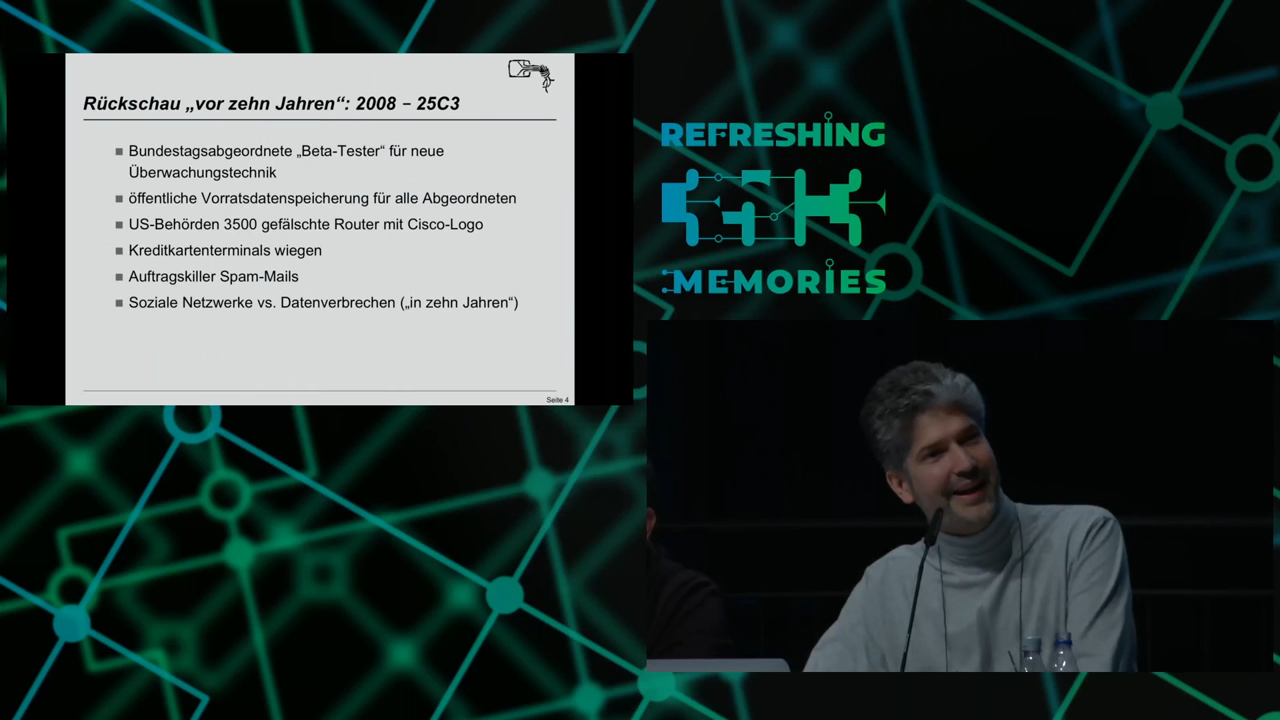 Rückschau „vor zehn Jahren“: 2008 – 25C3
Bundestagsabgeordnete „Beta-Tester“ für neue
Überwachungstechnik
öffentliche Vorratsdatenspeicherung für alle Abgeordneten
US-Behörden 3500 gefälschte Router mit Cisco-Logo
Kreditkartenterminals wiegen
Auftragskiller Spam-Mails
Soziale Netzwerke vs. Datenverbrechen („in zehn Jahren“)
Seite 4
REFRESHING
MEMORIES